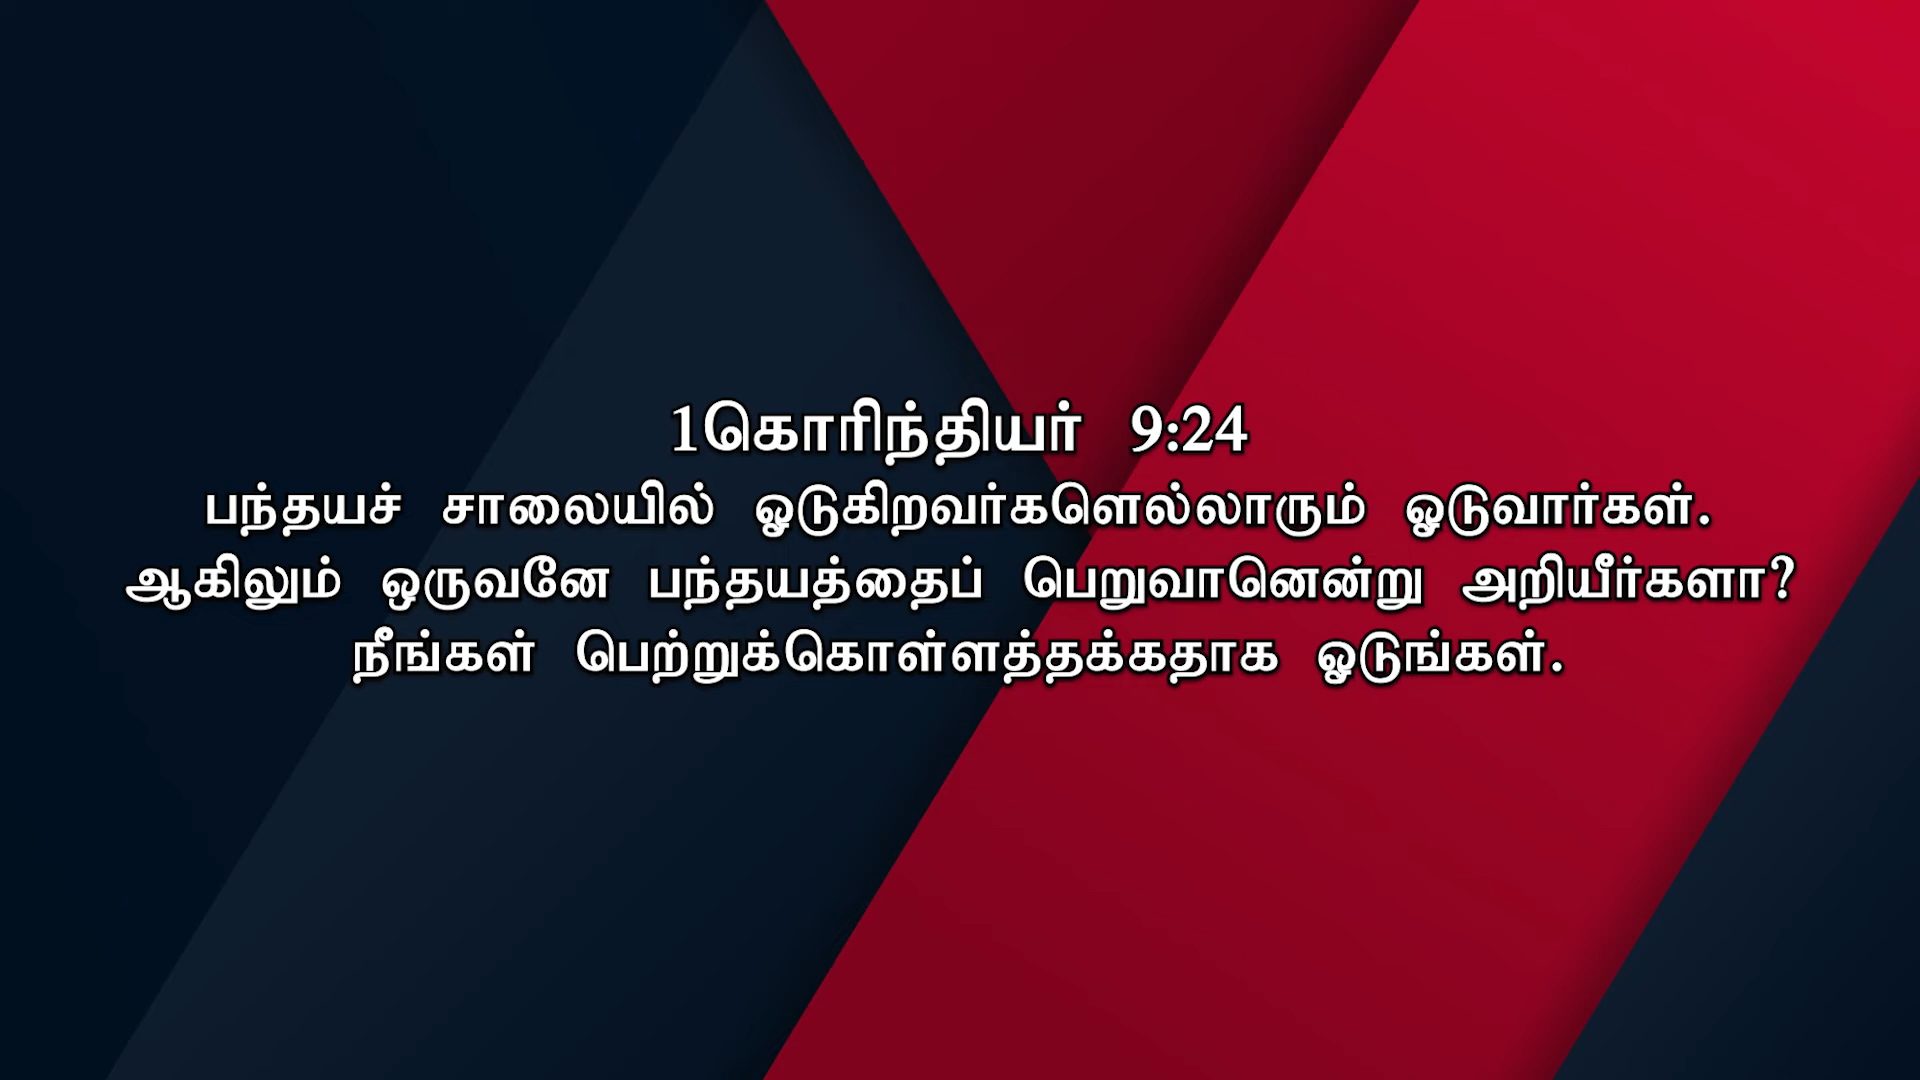 1கொரிந்தியர் 9:24
பந்தயச் சாலையில் ஓடுகிறவர்களெல்லாரும் ஓடுவார்கள்.
ஆகிலும் ஒருவனே பந்தயத்தைப் பெறுவானென்று அறியீர்களா?
நீங்கள் பெற்றுக்கொள்ளத்தக்கதாக ஓடுங்கள்.